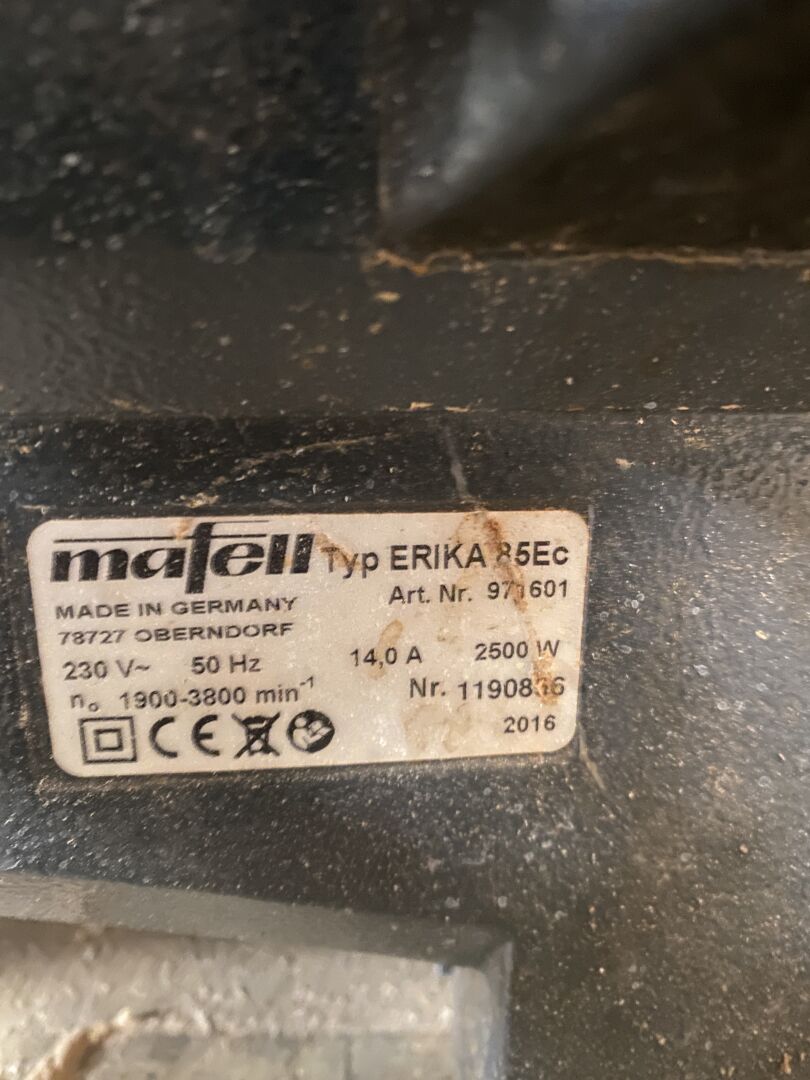 mafell Typ ERIKA 85Ec
MADE IN GERMANY Art. Nr. 971601
78727 OBERNDORF
230 V~ 50 Hz 14,0 A 2500 W
n₀ 1900-3800 min⁻¹ Nr.
CE 2016